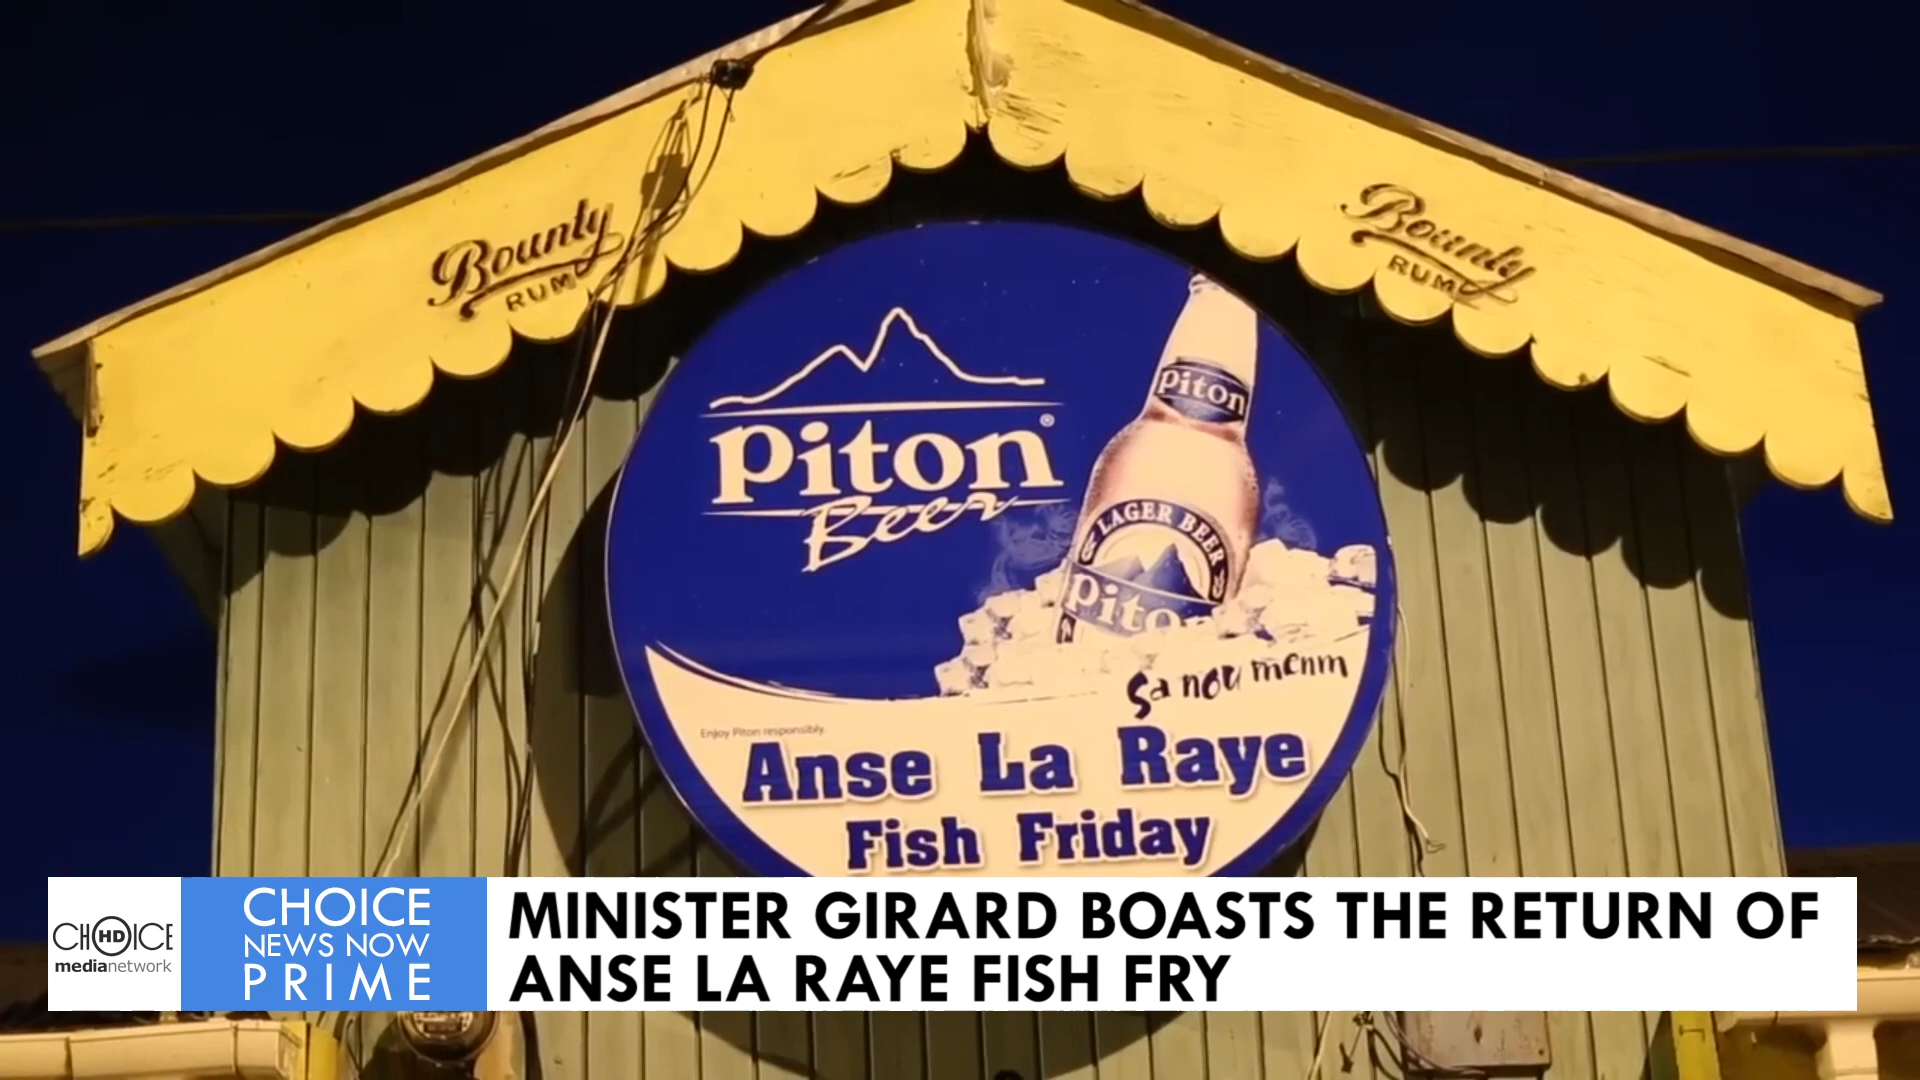 Bounty
RUM
Bounty
RUM
Piton®
Beer
Piton
LAGER BEER
Piton
Sa nou menm
Enjoy Piton responsibly.
Anse La Raye
Fish Friday
CHOICE
HD
medianetwork
CHOICE
NEWS NOW
PRIME
MINISTER GIRARD BOASTS THE RETURN OF
ANSE LA RAYE FISH FRY